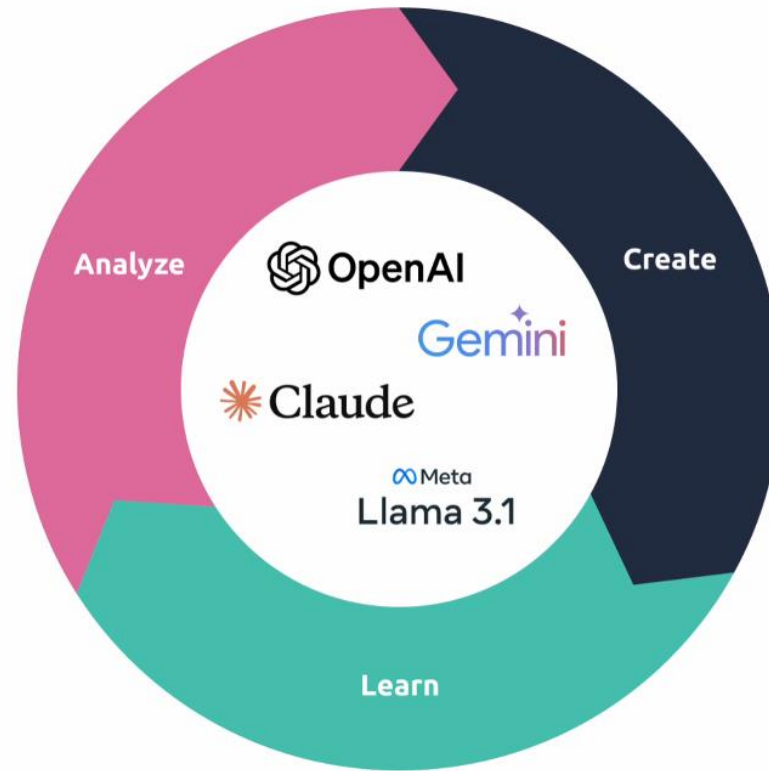 OpenAI
Create
Analyze
Gemini
Claude
Meta
Llama 3.1
Learn